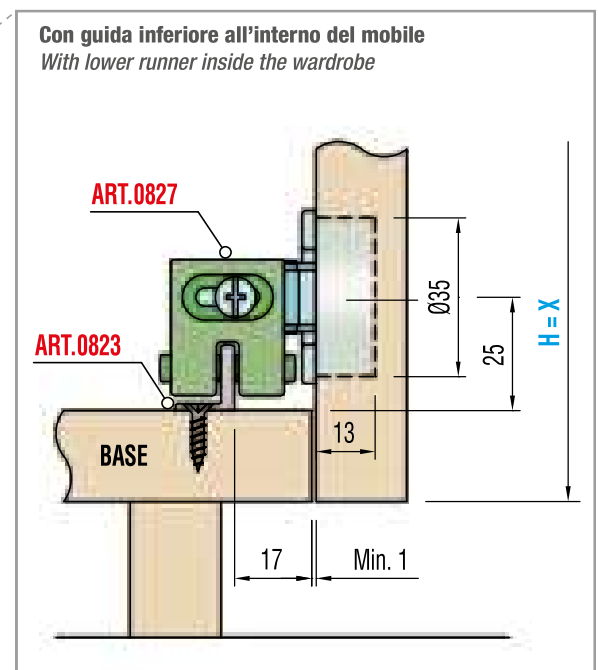 Con guida inferiore all’interno del mobile
With lower runner inside the wardrobe
ART.0827
Ø35
H = X
ART.0823
25
13
BASE
17
Min. 1